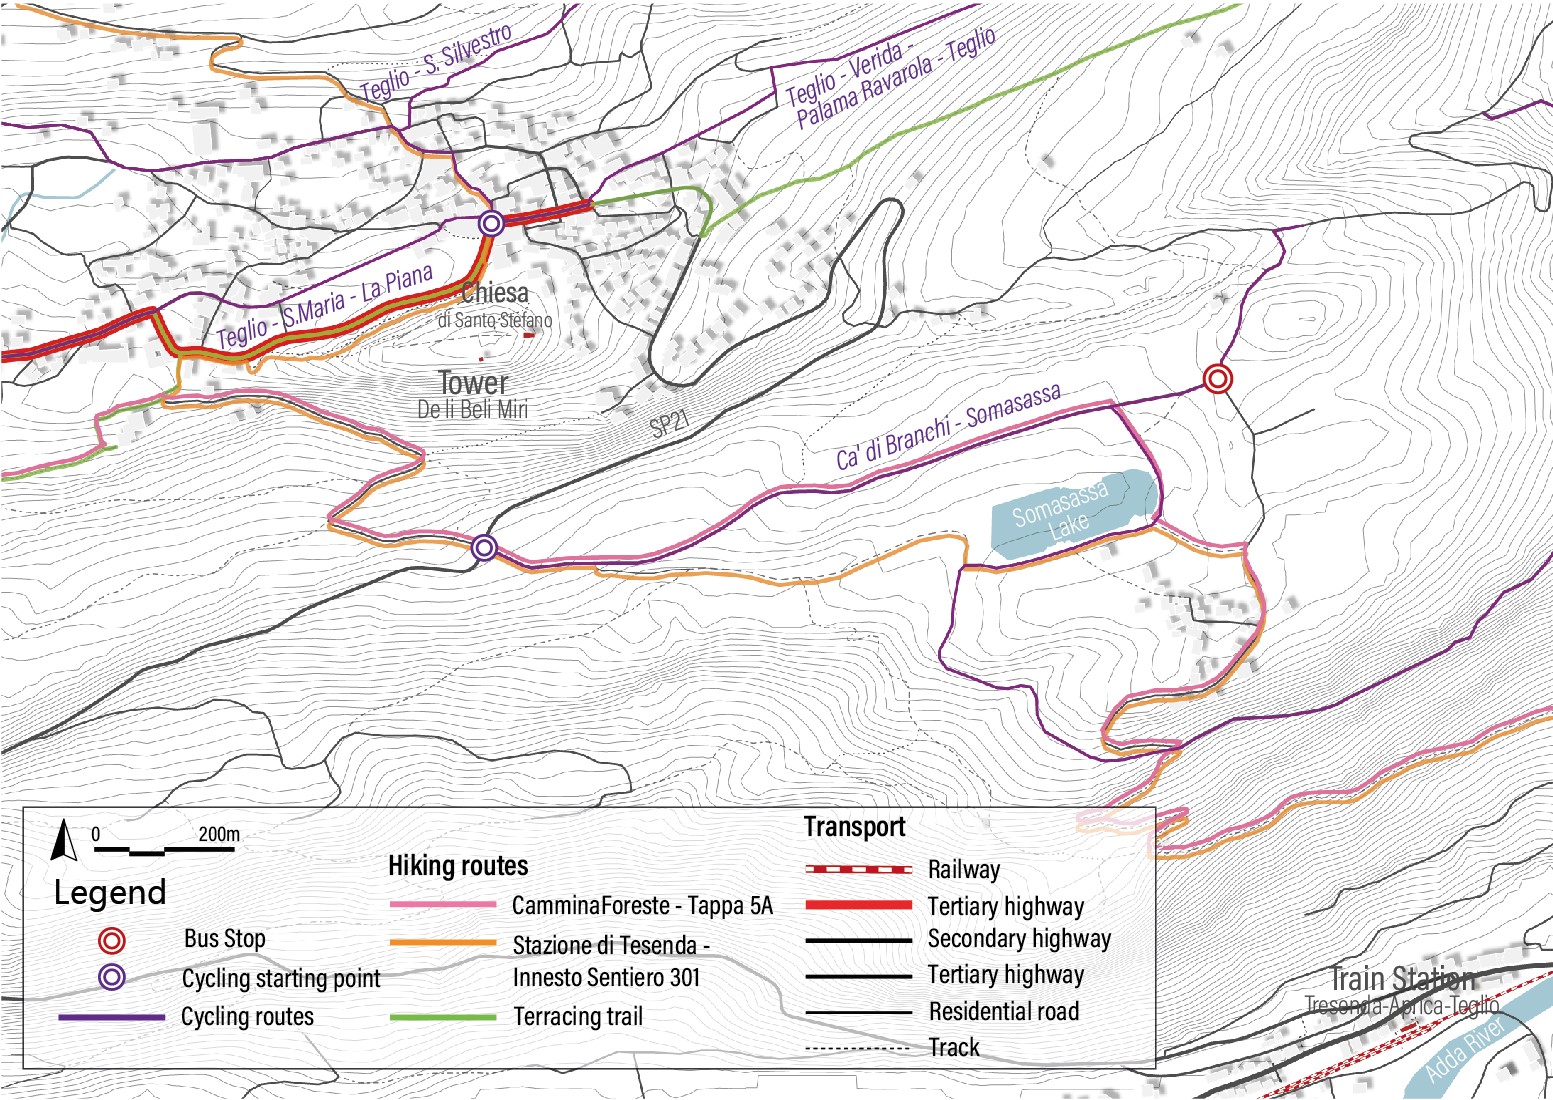 Teglio - S. Silvestro
Teglio - Verida -
Palama Ravarola - Teglio
Teglio - S.Maria - La Piana
Chiesa
di Santo Stefano
Tower
De li Beli Miri
SP21
Ca' di Branchi - Somasassa
Somasassa
Lake
0 200m
Legend
Bus Stop
Cycling starting point
Cycling routes
Hiking routes
CamminaForeste - Tappa 5A
Stazione di Tesenda -
Innesto Sentiero 301
Terracing trail
Transport
Railway
Tertiary highway
Secondary highway
Tertiary highway
Residential road
Track
Train Station
Tresonda-Aprica-Teglio
Adda River